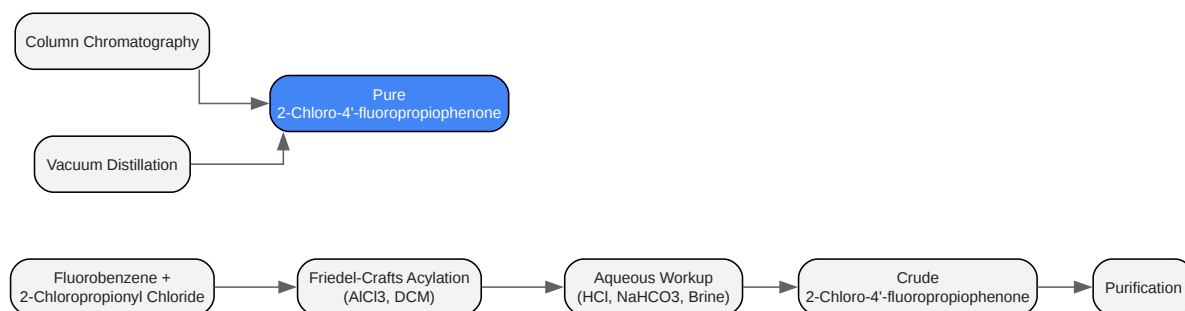 Column Chromatography
Pure
2-Chloro-4'-fluoropropiophenone
Vacuum Distillation
Fluorobenzene +
2-Chloropropionyl Chloride
Friedel-Crafts Acylation
(AlCl3, DCM)
Aqueous Workup
(HCl, NaHCO3, Brine)
Crude
2-Chloro-4'-fluoropropiophenone
Purification